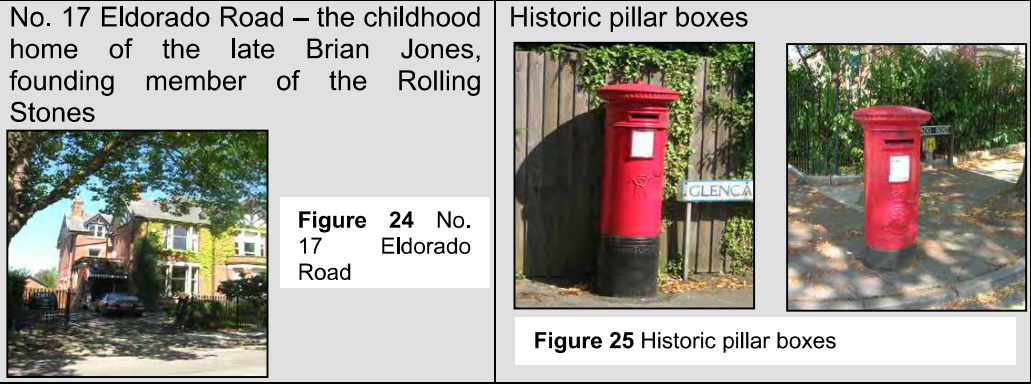 No. 17 Eldorado Road – the childhood
home of the late Brian Jones,
founding member of the Rolling
Stones
Figure 24 No.
17 Eldorado
Road
Historic pillar boxes
GLENCA
Figure 25 Historic pillar boxes